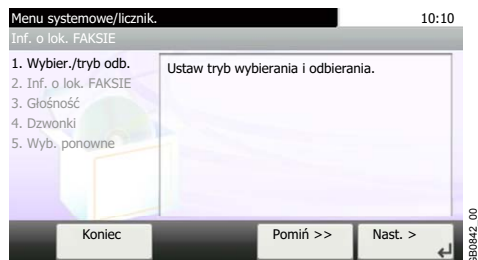 Menu systemowe/licznik.
10:10
Inf. o lok. FAKSIE
1. Wybier./tryb odb.
2. Inf. o lok. FAKSIE
3. Głośność
4. Dzwonki
5. Wyb. ponowne
Ustaw tryb wybierania i odbierania.
Koniec
Pomiń >>
Nast. >
GB0842_00